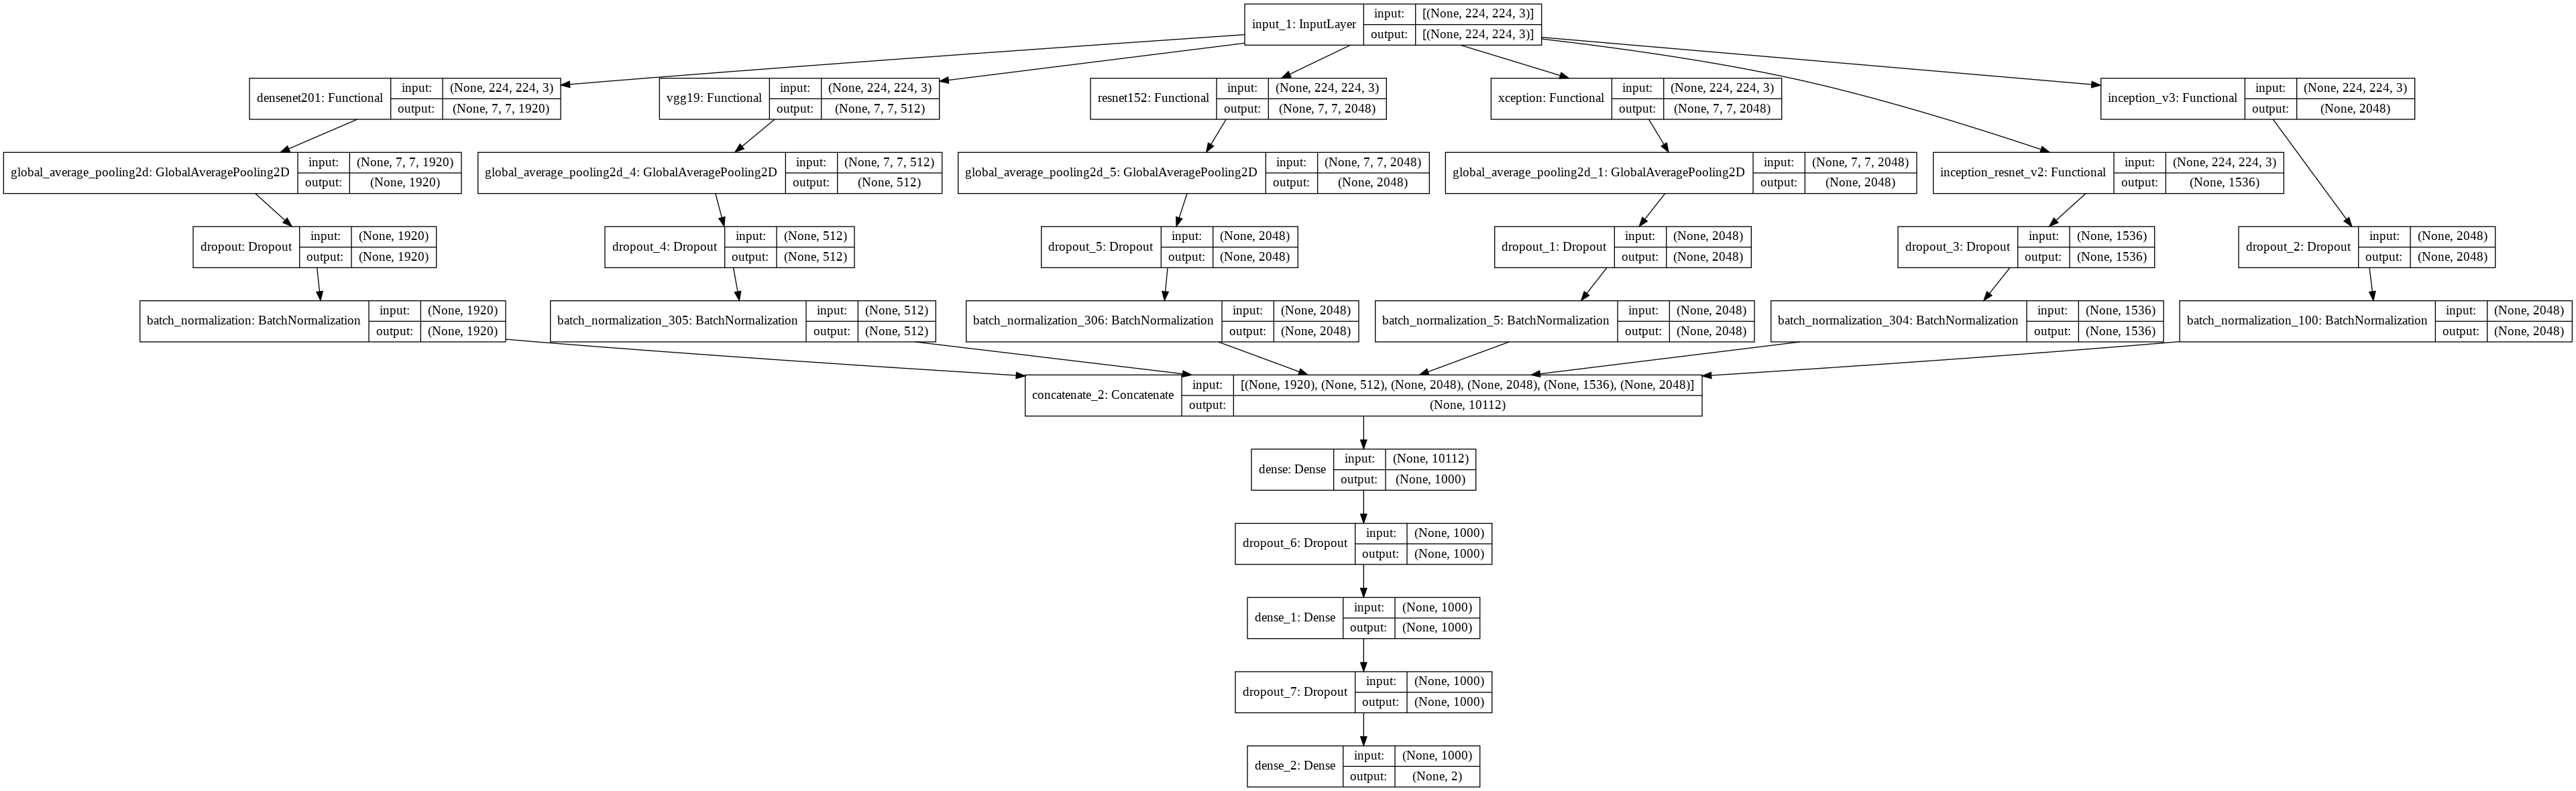 input_1: InputLayer
input: [(None, 224, 224, 3)]
output: [(None, 224, 224, 3)]
densenet201: Functional
input: (None, 224, 224, 3)
output: (None, 7, 7, 1920)
vgg19: Functional
input: (None, 224, 224, 3)
output: (None, 7, 7, 512)
resnet152: Functional
input: (None, 224, 224, 3)
output: (None, 7, 7, 2048)
xception: Functional
input: (None, 224, 224, 3)
output: (None, 7, 7, 2048)
inception_v3: Functional
input: (None, 224, 224, 3)
output: (None, 2048)
global_average_pooling2d: GlobalAveragePooling2D
input: (None, 7, 7, 1920)
output: (None, 1920)
global_average_pooling2d_4: GlobalAveragePooling2D
input: (None, 7, 7, 512)
output: (None, 512)
global_average_pooling2d_5: GlobalAveragePooling2D
input: (None, 7, 7, 2048)
output: (None, 2048)
global_average_pooling2d_1: GlobalAveragePooling2D
input: (None, 7, 7, 2048)
output: (None, 2048)
inception_resnet_v2: Functional
input: (None, 224, 224, 3)
output: (None, 1536)
dropout: Dropout
input: (None, 1920)
output: (None, 1920)
dropout_4: Dropout
input: (None, 512)
output: (None, 512)
dropout_5: Dropout
input: (None, 2048)
output: (None, 2048)
dropout_1: Dropout
input: (None, 2048)
output: (None, 2048)
dropout_3: Dropout
input: (None, 1536)
output: (None, 1536)
dropout_2: Dropout
input: (None, 2048)
output: (None, 2048)
batch_normalization: BatchNormalization
input: (None, 1920)
output: (None, 1920)
batch_normalization_305: BatchNormalization
input: (None, 512)
output: (None, 512)
batch_normalization_306: BatchNormalization
input: (None, 2048)
output: (None, 2048)
batch_normalization_5: BatchNormalization
input: (None, 2048)
output: (None, 2048)
batch_normalization_304: BatchNormalization
input: (None, 1536)
output: (None, 1536)
batch_normalization_100: BatchNormalization
input: (None, 2048)
output: (None, 2048)
concatenate_2: Concatenate
input: [(None, 1920), (None, 512), (None, 2048), (None, 2048), (None, 1536), (None, 2048)]
output: (None, 10112)
dense: Dense
input: (None, 10112)
output: (None, 1000)
dropout_6: Dropout
input: (None, 1000)
output: (None, 1000)
dense_1: Dense
input: (None, 1000)
output: (None, 1000)
dropout_7: Dropout
input: (None, 1000)
output: (None, 1000)
dense_2: Dense
input: (None, 1000)
output: (None, 2)